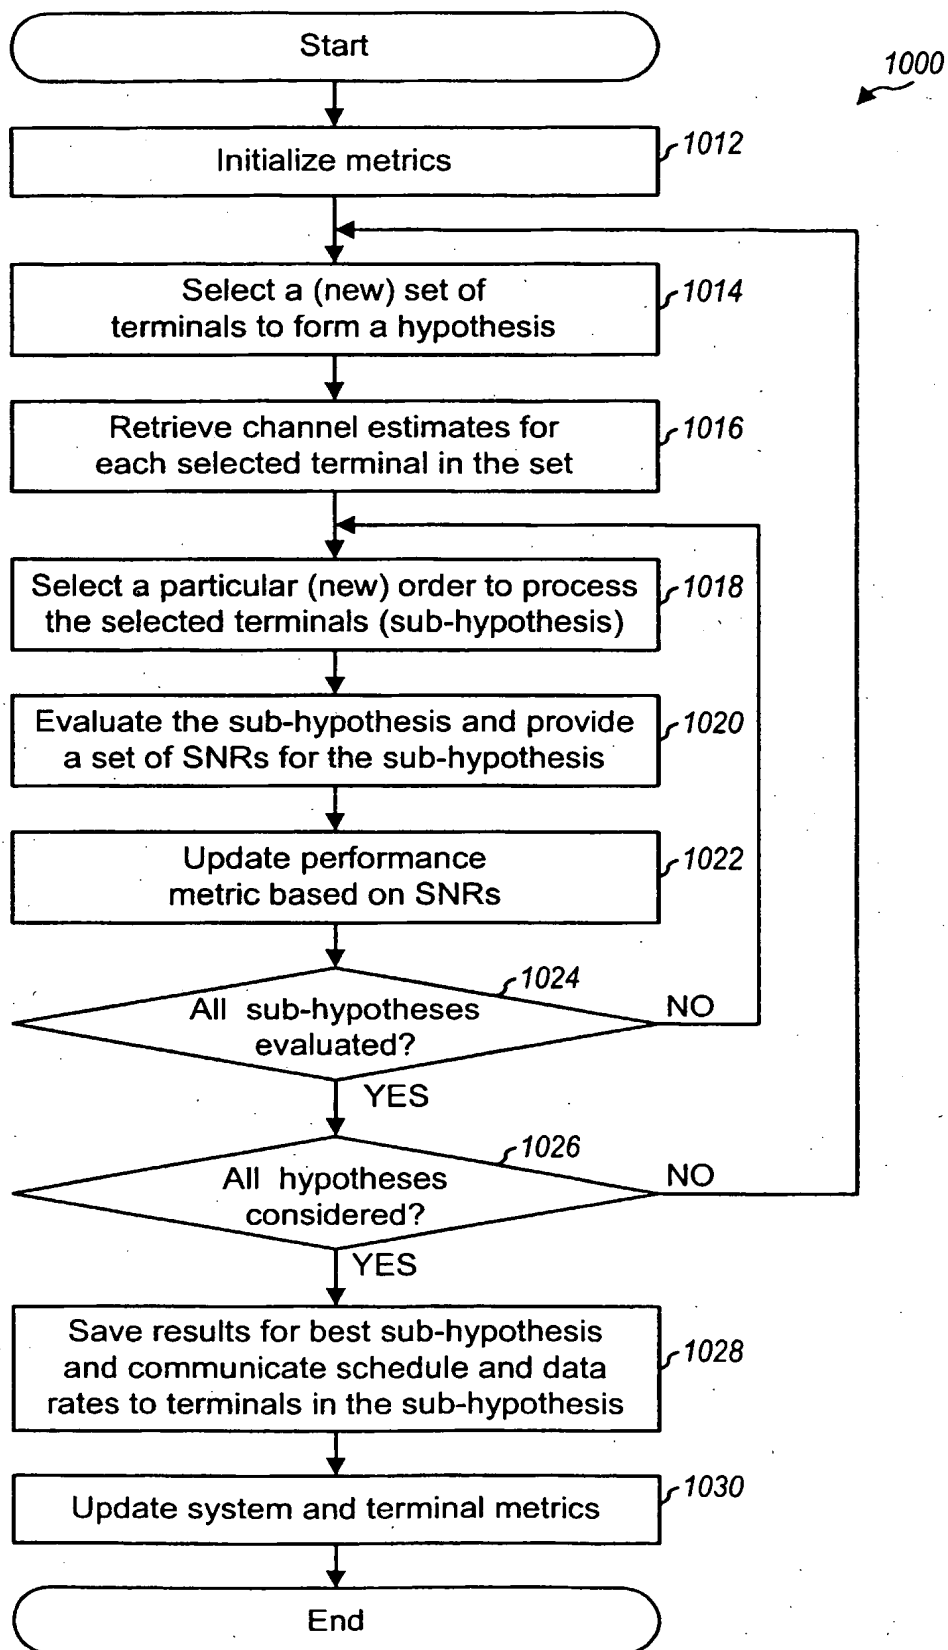 Start
1000
Initialize metrics
1012
Select a (new) set of
terminals to form a hypothesis
1014
Retrieve channel estimates for
each selected terminal in the set
1016
Select a particular (new) order to process
the selected terminals (sub-hypothesis)
1018
Evaluate the sub-hypothesis and provide
a set of SNRs for the sub-hypothesis
1020
Update performance
metric based on SNRs
1022
1024
All sub-hypotheses
evaluated?
NO
YES
1026
All hypotheses
considered?
NO
YES
Save results for best sub-hypothesis
and communicate schedule and data
rates to terminals in the sub-hypothesis
1028
Update system and terminal metrics
1030
End